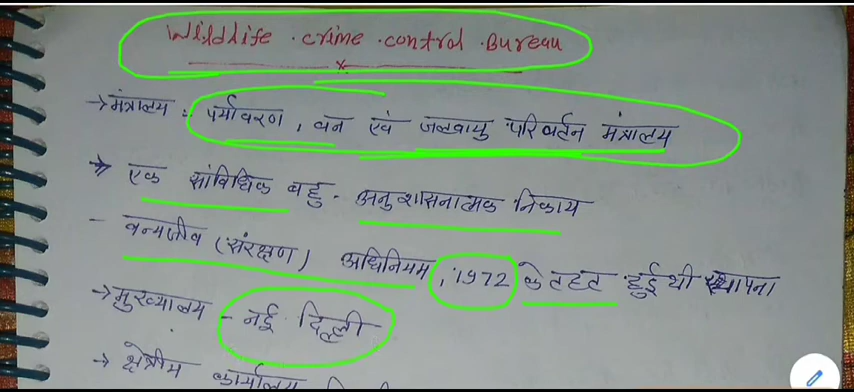 Wildlife . crime . control . Bureau
→ मंत्रालय : पर्यावरण , वन एवं जलवायु परिवर्तन मंत्रालय
→ एक सांविधिक बहु - अनुशासनात्मक निकाय
- वन्यजीव (संरक्षण) अधिनियम , 1972 के तहत हुई थी स्थापना
→ मुख्यालय - नई दिल्ली
→ क्षेत्रीय कार्यालय